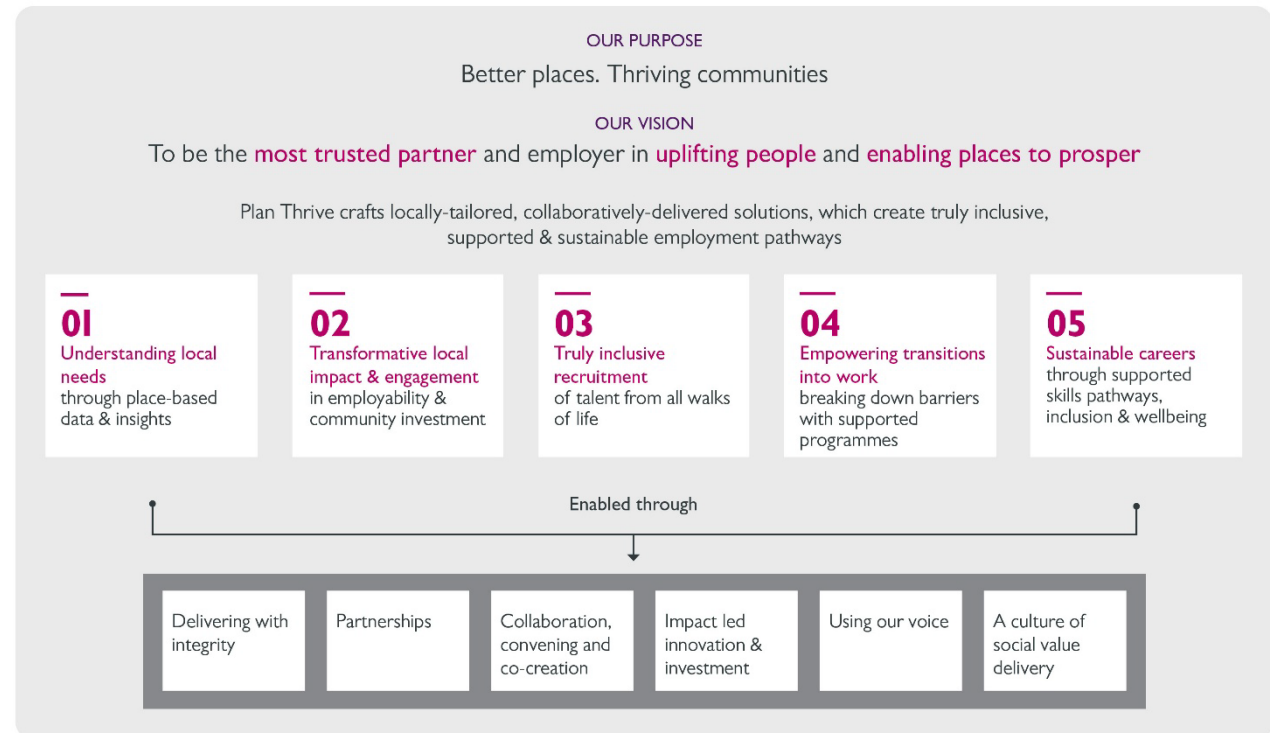 OUR PURPOSE
Better places. Thriving communities
OUR VISION
To be the most trusted partner and employer in uplifting people and enabling places to prosper
Plan Thrive crafts locally-tailored, collaboratively-delivered solutions, which create truly inclusive,
supported & sustainable employment pathways
01
Understanding local
needs
through place-based
data & insights
02
Transformative local
impact & engagement
in employability &
community investment
03
Truly inclusive
recruitment
of talent from all walks
of life
04
Empowering transitions
into work
breaking down barriers
with supported
programmes
05
Sustainable careers
through supported
skills pathways,
inclusion & wellbeing
Enabled through
Delivering with
integrity
Partnerships
Collaboration,
convening and
co-creation
Impact led
innovation &
investment
Using our voice
A culture of
social value
delivery